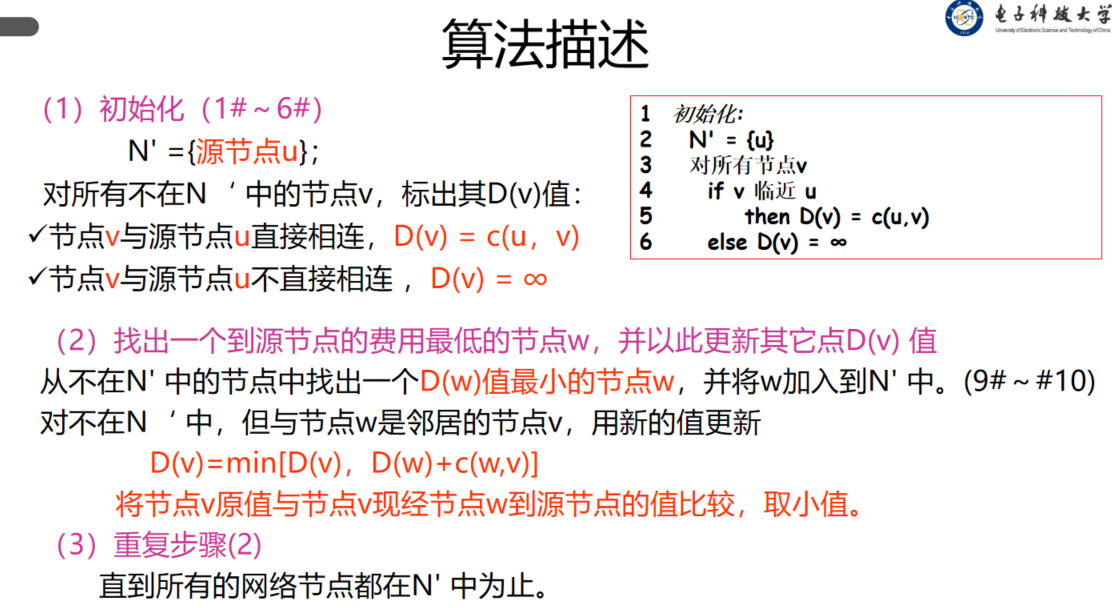 电子科技大学
University of Electronic Science and Technology of China
算法描述
（1）初始化（1#～6#）
N' ={源节点u}；
对所有不在N ‘ 中的节点v，标出其D(v)值：
✓节点v与源节点u直接相连，D(v) = c(u，v)
✓节点v与源节点u不直接相连 ，D(v) = ∞
1 初始化:
2 N' = {u}
3 对所有节点v
4 if v 临近 u
5 then D(v) = c(u,v)
6 else D(v) = ∞
（2）找出一个到源节点的费用最低的节点w，并以此更新其它点D(v) 值
从不在N' 中的节点中找出一个D(w)值最小的节点w，并将w加入到N' 中。(9#～#10)
对不在N ‘ 中，但与节点w是邻居的节点v，用新的值更新
D(v)=min[D(v)，D(w)+c(w,v)]
将节点v原值与节点v现经节点w到源节点的值比较，取小值。
（3）重复步骤(2)
直到所有的网络节点都在N' 中为止。